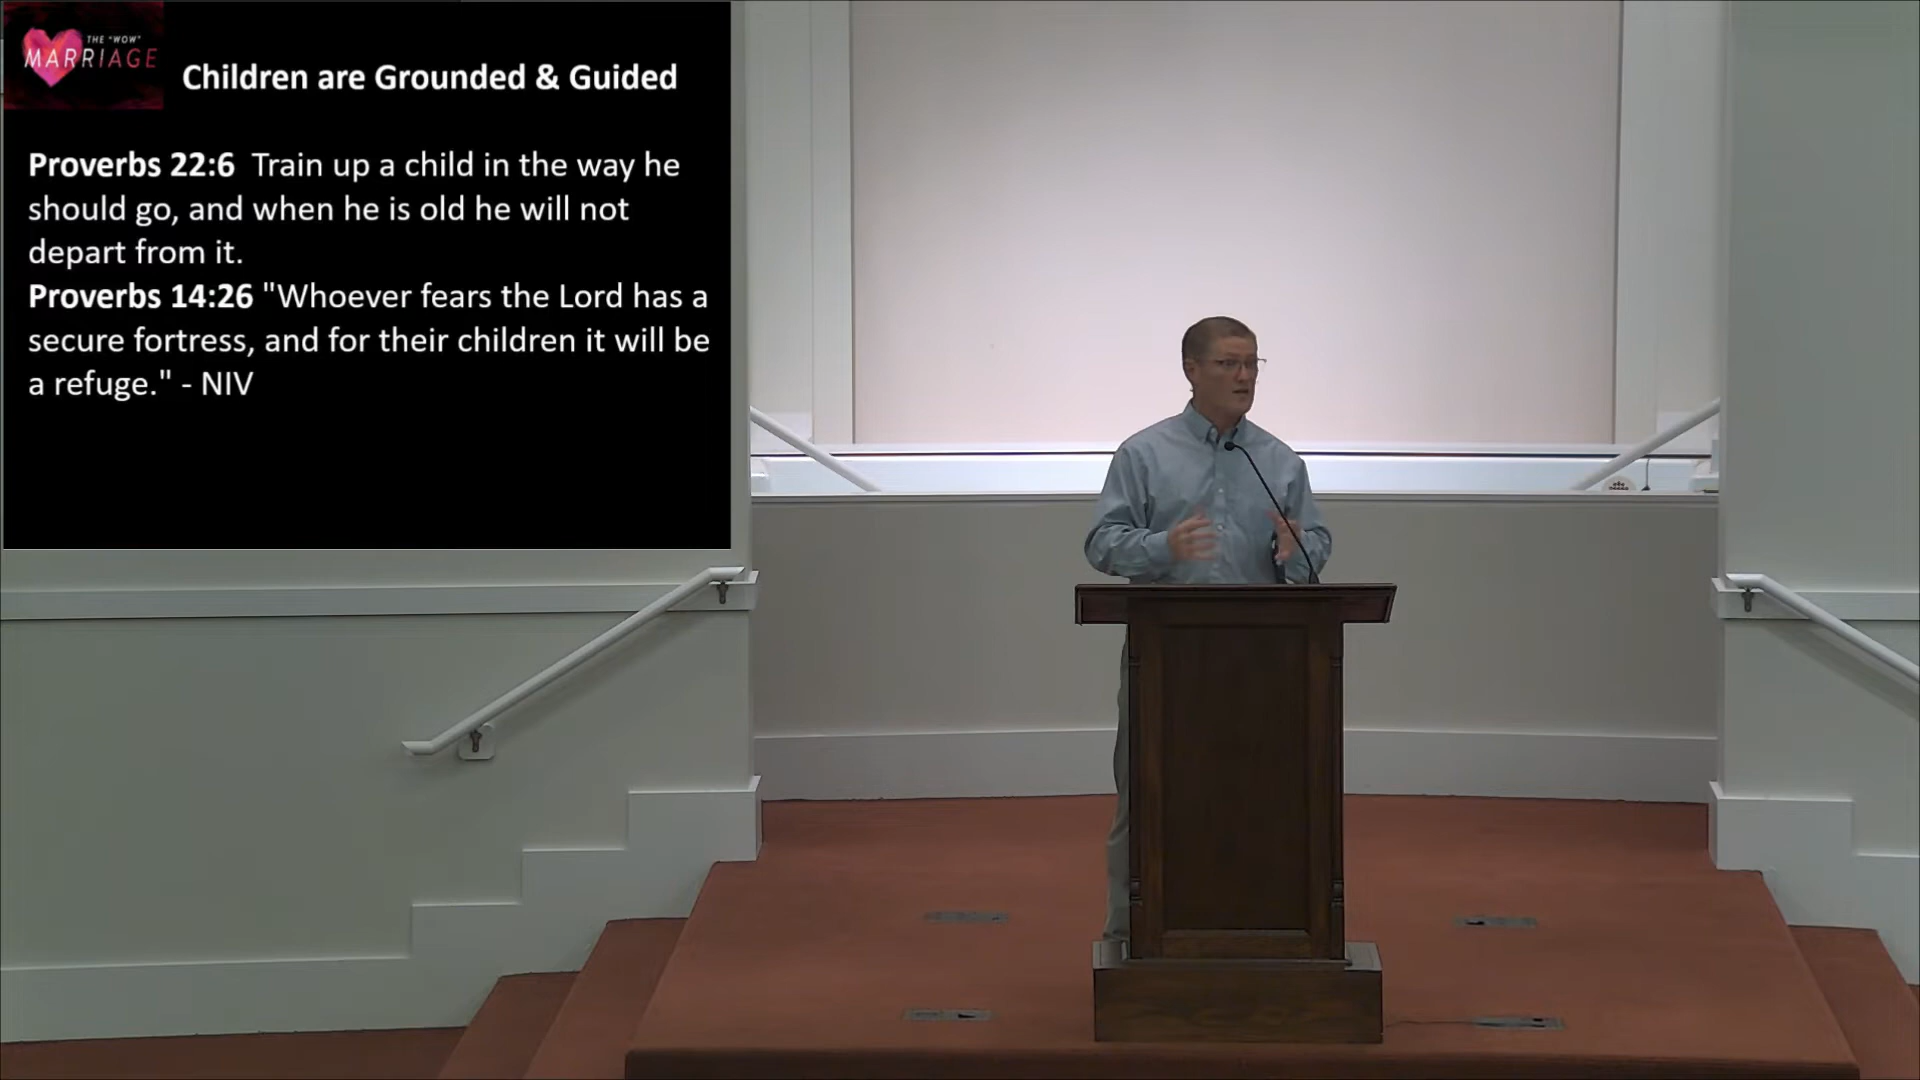 THE "WOW"
MARRIAGE
Children are Grounded & Guided
Proverbs 22:6  Train up a child in the way he
should go, and when he is old he will not
depart from it.
Proverbs 14:26 "Whoever fears the Lord has a
secure fortress, and for their children it will be
a refuge." - NIV